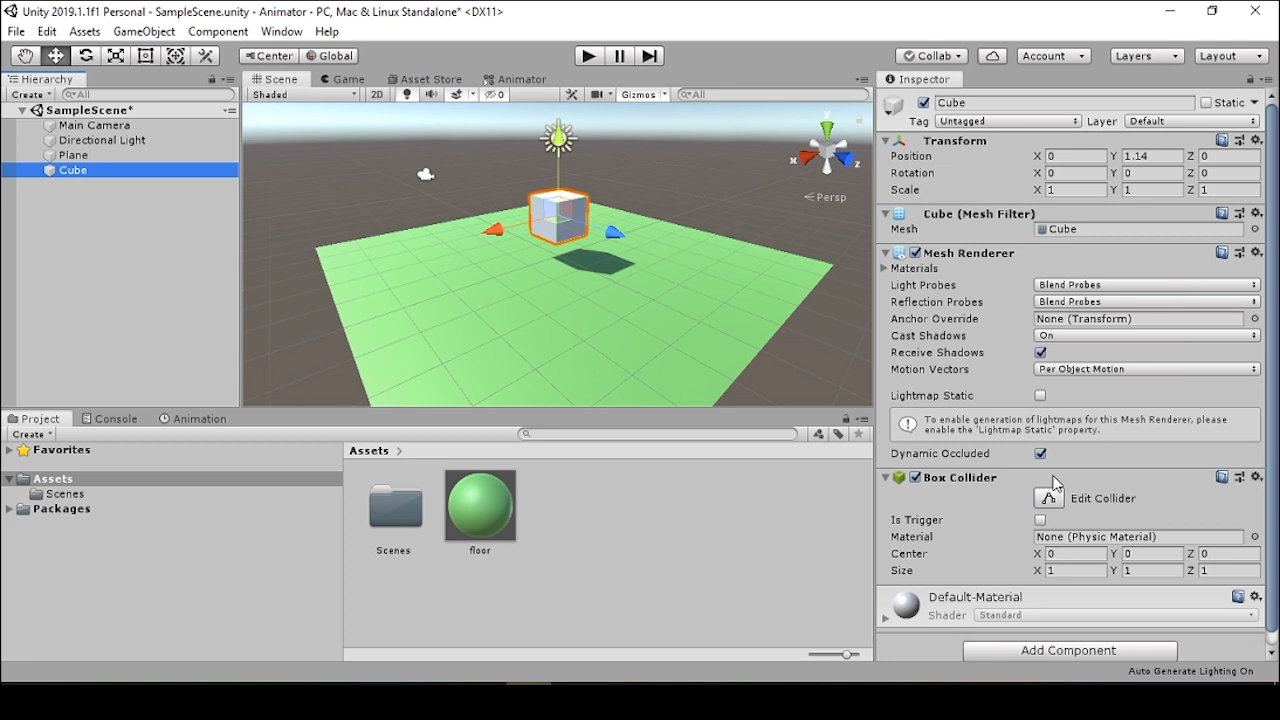 Unity 2019.1.1f1 Personal - SampleScene.unity - Animator - PC, Mac & Linux Standalone* <DX11>
File Edit Assets GameObject Component Window Help
Center Global Collab Account Layers Layout
Hierarchy Scene Game Asset Store Animator Inspector
Create All Shaded 2D 0 Gizmos All
SampleScene*
Main Camera
Directional Light
Plane
Cube
y
x
z
Persp
Cube Static
Tag Untagged Layer Default
Transform
Position X 0 Y 1.14 Z 0
Rotation X 0 Y 0 Z 0
Scale X 1 Y 1 Z 1
Cube (Mesh Filter)
Mesh Cube
Mesh Renderer
Materials
Light Probes Blend Probes
Reflection Probes Blend Probes
Anchor Override None (Transform)
Cast Shadows On
Receive Shadows
Motion Vectors Per Object Motion
Lightmap Static
To enable generation of lightmaps for this Mesh Renderer, please
enable the 'Lightmap Static' property.
Dynamic Occluded
Box Collider
Edit Collider
Is Trigger
Material None (Physic Material)
Center X 0 Y 0 Z 0
Size X 1 Y 1 Z 1
Default-Material
Shader Standard
Add Component
Project Console Animation
Create
Favorites
Assets
Scenes
Packages
Assets
Scenes floor
Auto Generate Lighting On